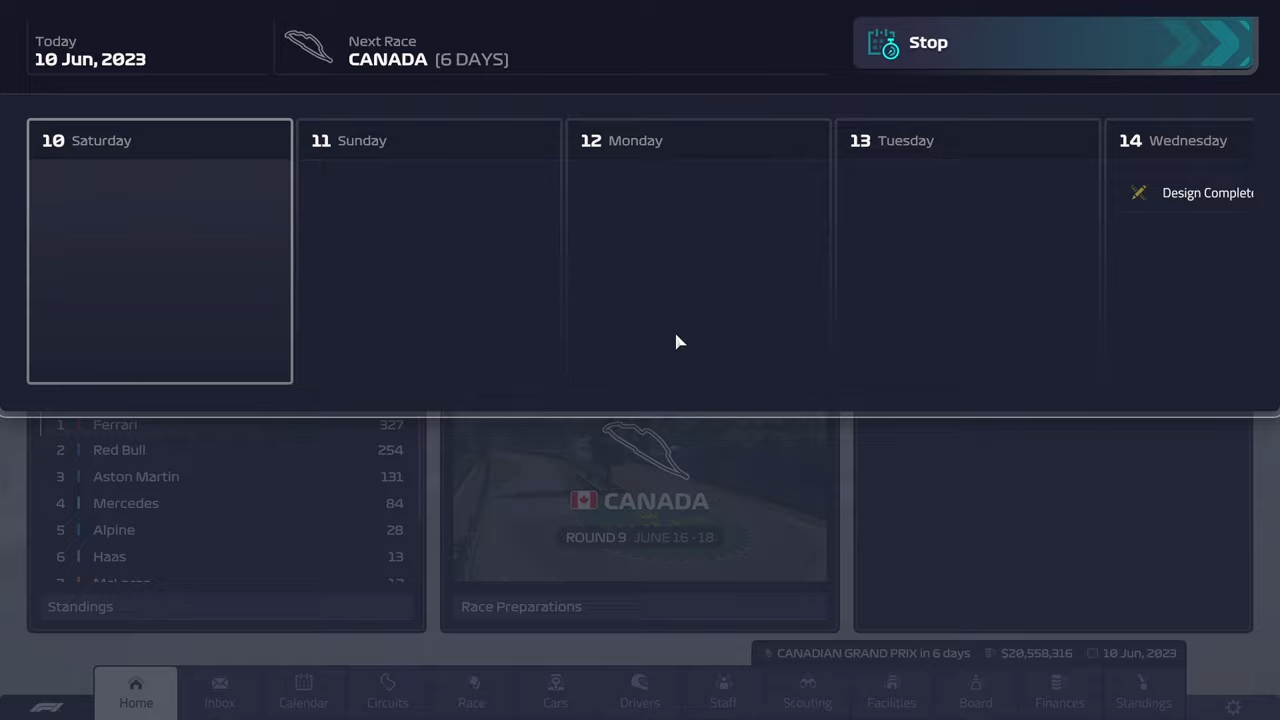 Today
10 Jun, 2023
Next Race
CANADA [6 DAYS]
Stop
10 Saturday
11 Sunday
12 Monday
13 Tuesday
14 Wednesday
Design Complete
1 Ferrari 327
2 Red Bull 254
3 Aston Martin 131
4 Mercedes 84
5 Alpine 28
6 Haas 13
Standings
CANADA
ROUND 9 JUNE 16 -18
Race Preparations
CANADIAN GRAND PRIX in 6 days
$20,558,316
10 Jun, 2023
Home
Inbox
Calendar
Circuits
Race
Cars
Drivers
Staff
Scouting
Facilities
Board
Finances
Standings